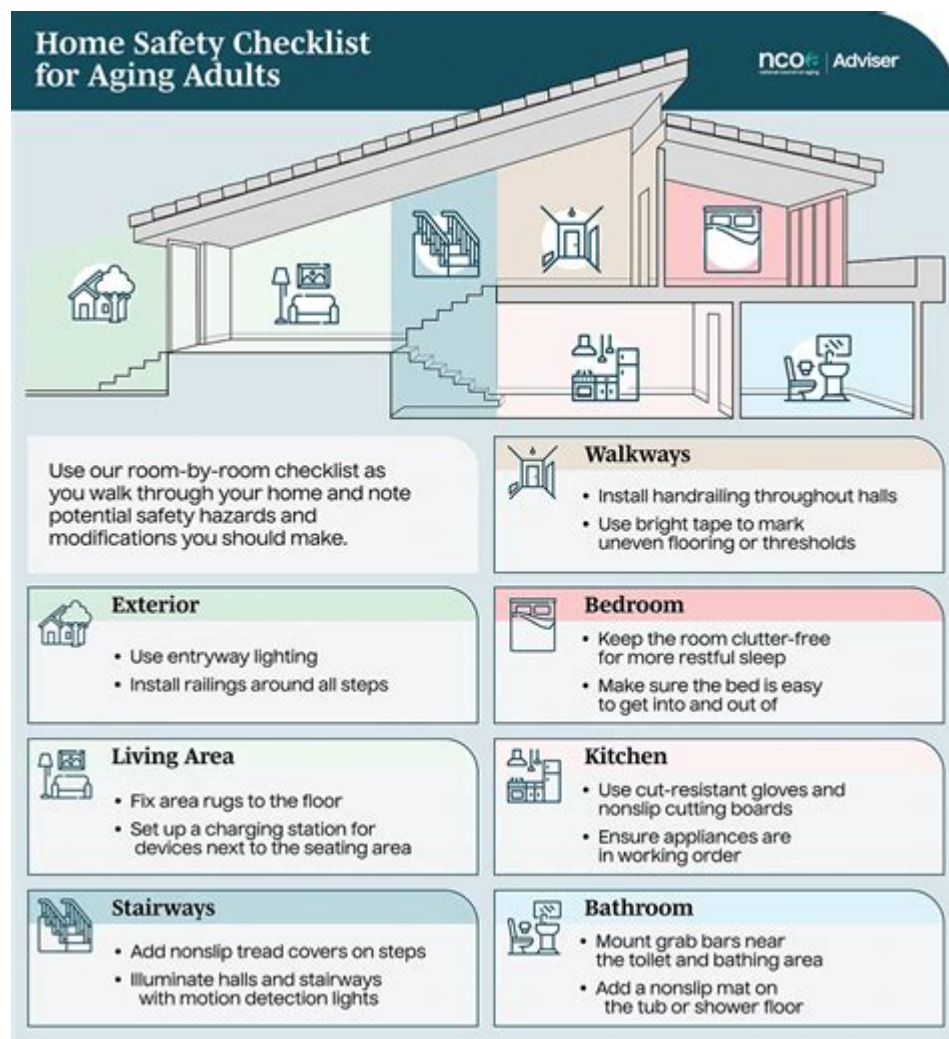 Home Safety Checklist
for Aging Adults
ncoa | Adviser
national council on aging
Use our room-by-room checklist as
you walk through your home and note
potential safety hazards and
modifications you should make.
Walkways
• Install handrailing throughout halls
• Use bright tape to mark
uneven flooring or thresholds
Exterior
• Use entryway lighting
• Install railings around all steps
Bedroom
• Keep the room clutter-free
for more restful sleep
• Make sure the bed is easy
to get into and out of
Living Area
• Fix area rugs to the floor
• Set up a charging station for
devices next to the seating area
Kitchen
• Use cut-resistant gloves and
nonslip cutting boards
• Ensure appliances are
in working order
Stairways
• Add nonslip tread covers on steps
• Illuminate halls and stairways
with motion detection lights
Bathroom
• Mount grab bars near
the toilet and bathing area
• Add a nonslip mat on
the tub or shower floor